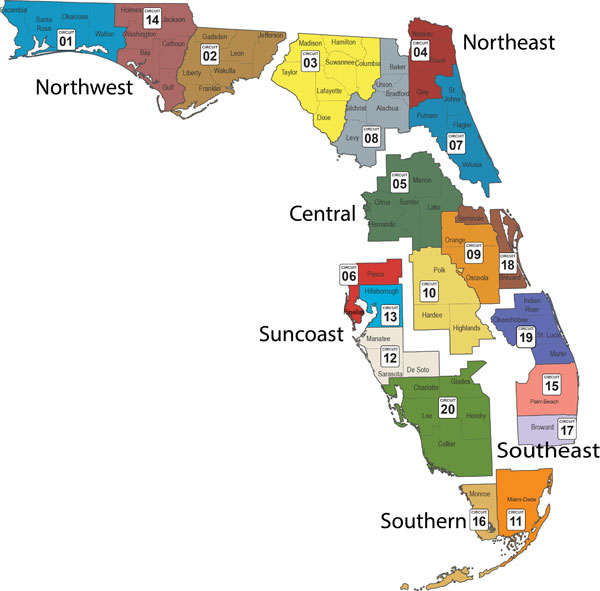 Escambia
Santa
Rosa
Okaloosa
Walton
CIRCUIT
01
Holmes
CIRCUIT
14
Jackson
Washington
Bay
Calhoun
Gulf
Gadsden
Jefferson
CIRCUIT
02
Leon
Liberty
Wakulla
Franklin
Northwest
Madison
Hamilton
CIRCUIT
03
Taylor
Suwannee
Columbia
Lafayette
Dixie
Nassau
CIRCUIT
04
Duval
Clay
Northeast
Baker
Union
Bradford
Gilchrist
Alachua
Levy
CIRCUIT
08
St.
Johns
Putnam
Flagler
CIRCUIT
07
Volusia
CIRCUIT
05
Marion
Citrus
Sumter
Lake
Hernando
Central
Seminole
Orange
CIRCUIT
09
Osceola
CIRCUIT
18
Brevard
CIRCUIT
06
Pasco
Pinellas
Hillsborough
CIRCUIT
13
Suncoast
Polk
CIRCUIT
10
Hardee
Highlands
Manatee
CIRCUIT
12
Sarasota
De Soto
Indian
River
Okeechobee
CIRCUIT
19
St. Lucie
Martin
CIRCUIT
15
Palm Beach
Broward
CIRCUIT
17
Southeast
Charlotte
Glades
Lee
CIRCUIT
20
Hendry
Collier
Monroe
CIRCUIT
16
Miami-Dade
CIRCUIT
11
Southern